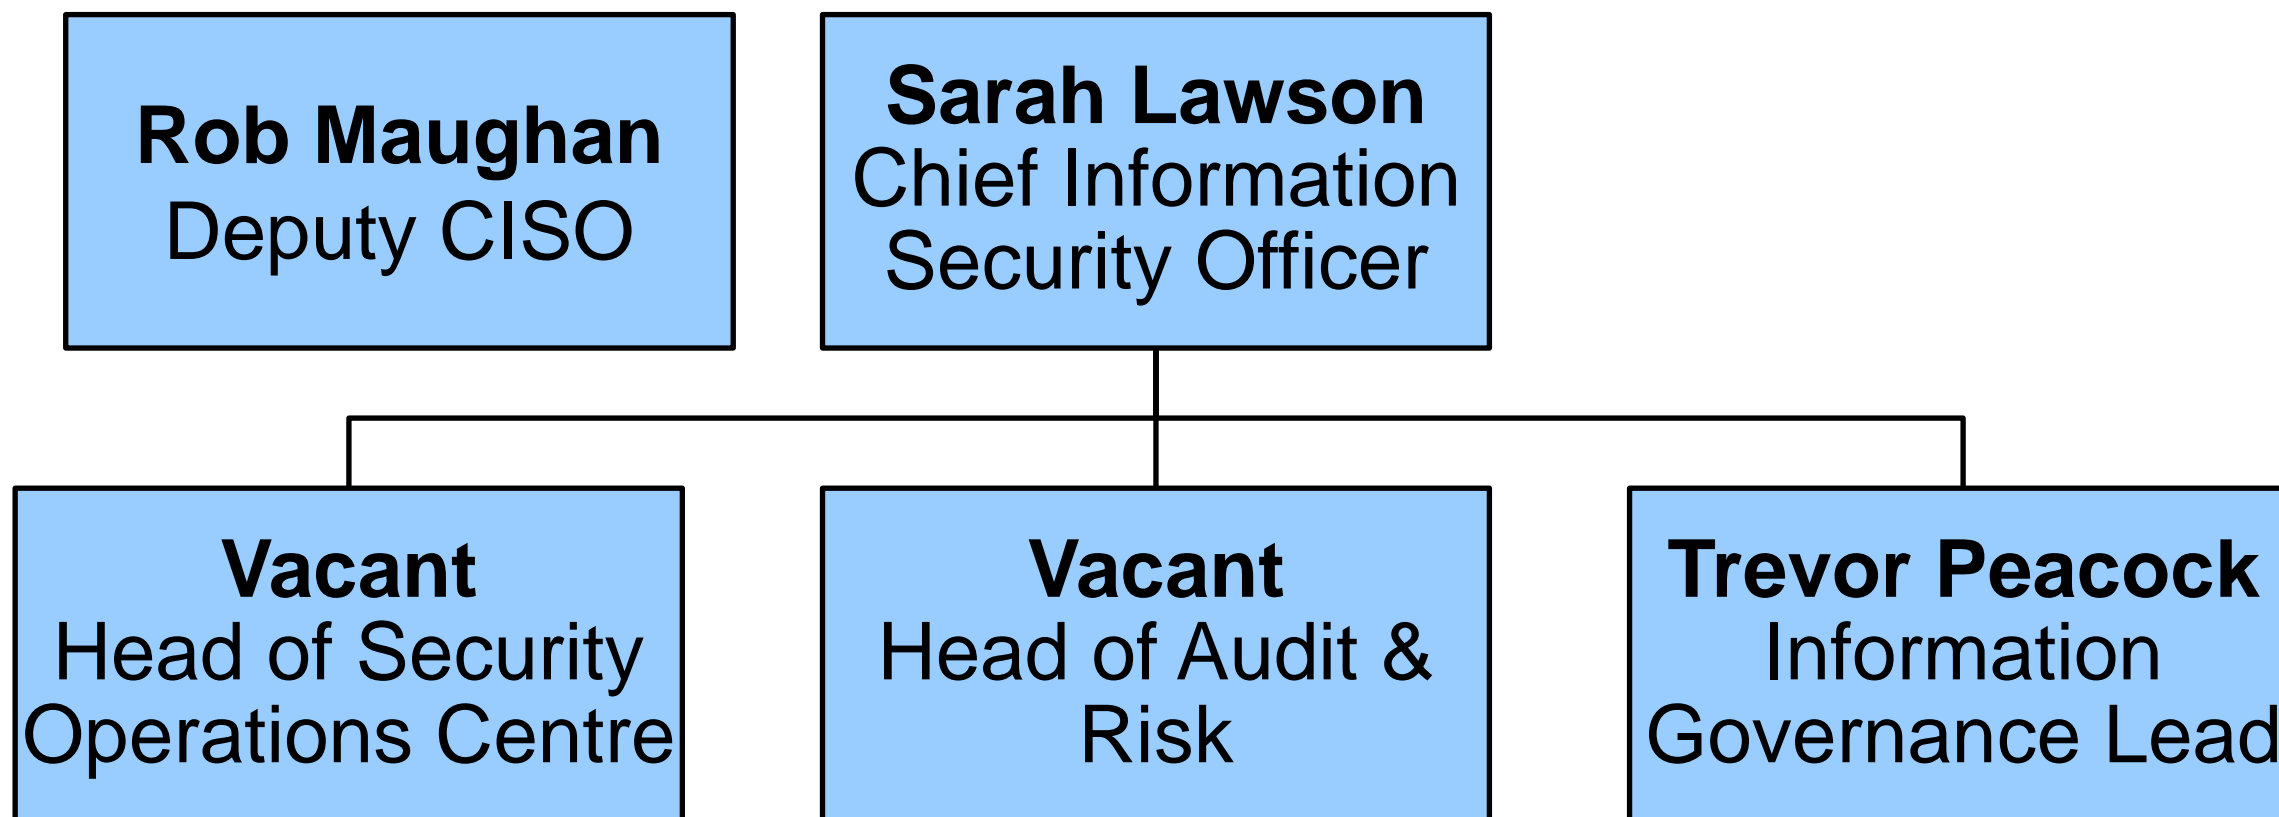 Rob Maughan
Deputy CISO
Sarah Lawson
Chief Information
Security Officer
Vacant
Head of Security
Operations Centre
Vacant
Head of Audit &
Risk
Trevor Peacock
Information
Governance Lead